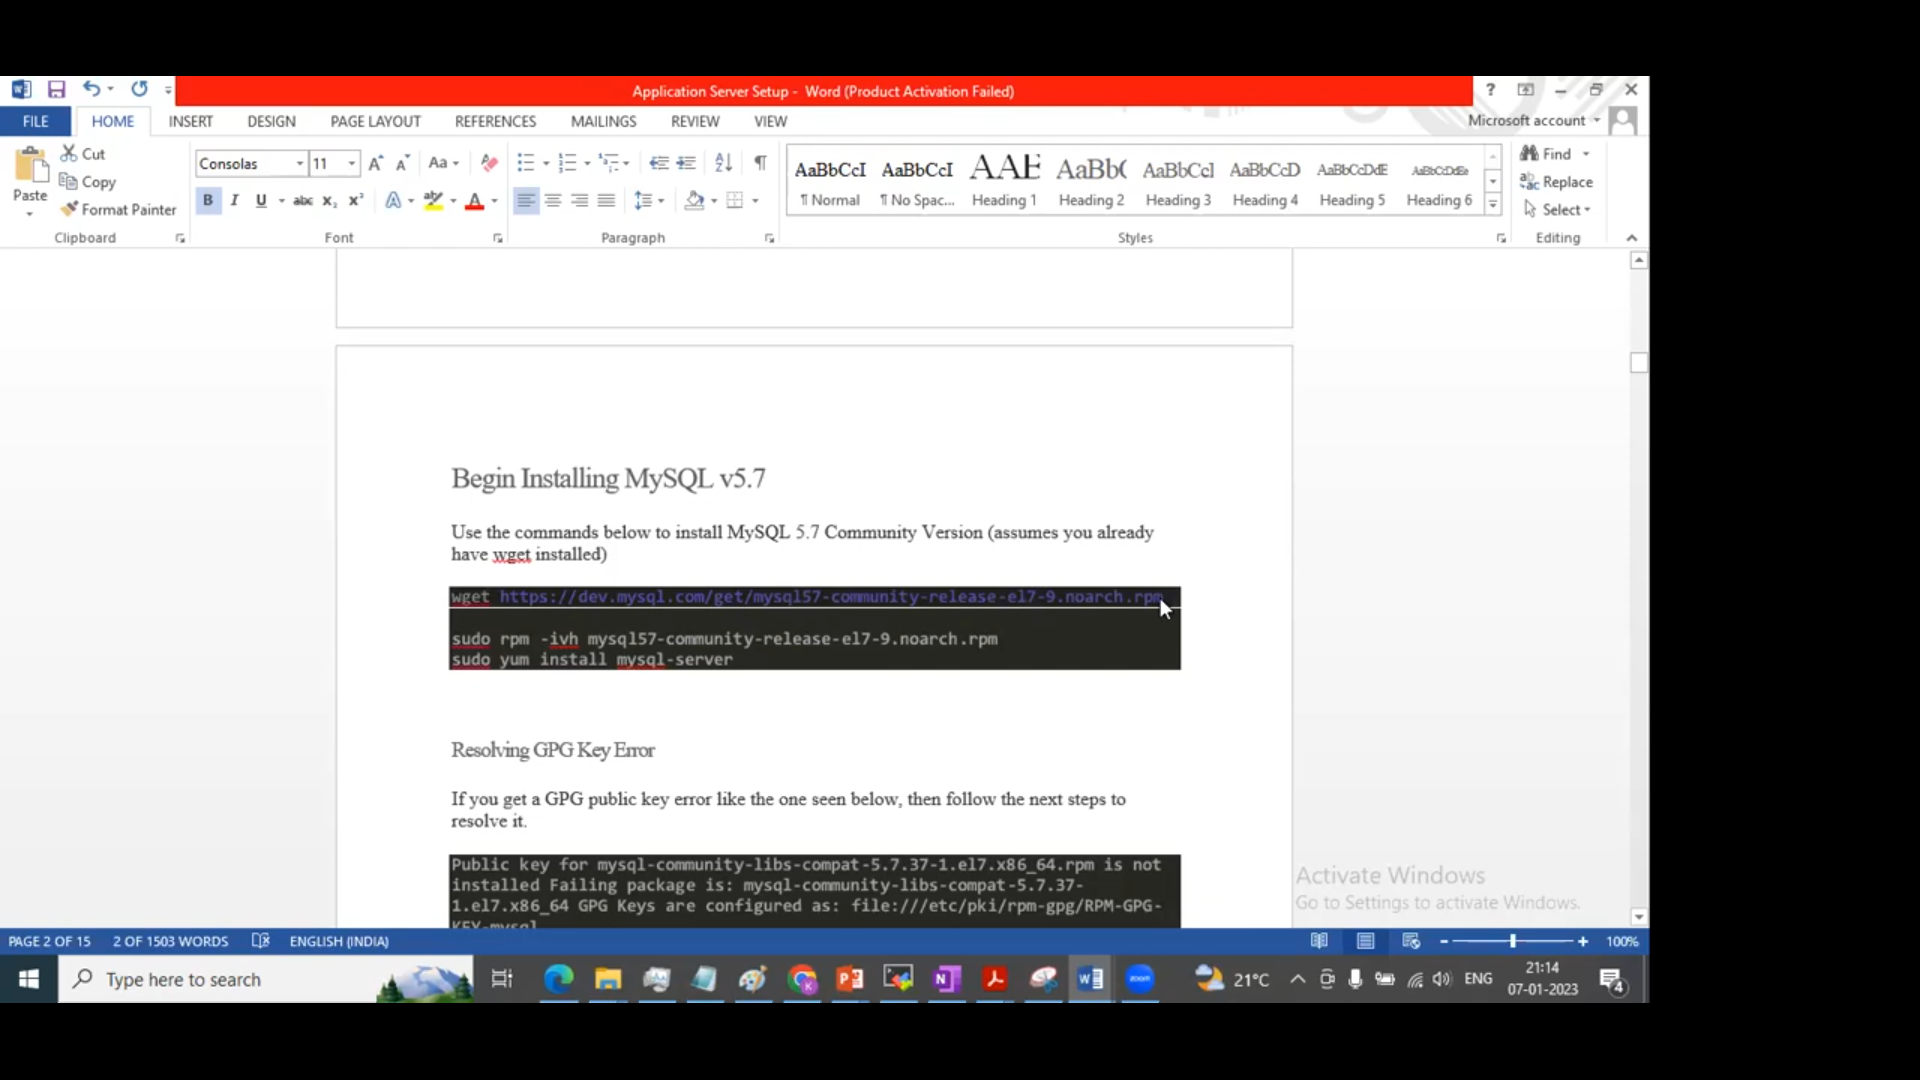 Application Server Setup - Word (Product Activation Failed)
?
FILE HOME INSERT DESIGN PAGE LAYOUT REFERENCES MAILINGS REVIEW VIEW Microsoft account
Paste
Cut
Copy
Format Painter
Clipboard
Consolas 11 Aa
B I U abc x₂ x² A ab A
Font
Paragraph
AaBbCcI AaBbCcI AAE AaBb( AaBbCcI AaBbCcD AaBbCcDdE AaBbCcDdEe
¶ Normal ¶ No Spac... Heading 1 Heading 2 Heading 3 Heading 4 Heading 5 Heading 6
Styles
Find
Replace
Select
Editing
Begin Installing MySQL v5.7
Use the commands below to install MySQL 5.7 Community Version (assumes you already
have wget installed)
wget https://dev.mysql.com/get/mysql57-community-release-el7-9.noarch.rpm
sudo rpm -ivh mysql57-community-release-el7-9.noarch.rpm
sudo yum install mysql-server
Resolving GPG Key Error
If you get a GPG public key error like the one seen below, then follow the next steps to
resolve it.
Public key for mysql-community-libs-compat-5.7.37-1.el7.x86_64.rpm is not
installed Failing package is: mysql-community-libs-compat-5.7.37-
1.el7.x86_64 GPG Keys are configured as: file:///etc/pki/rpm-gpg/RPM-GPG-
KEY-mysql
Activate Windows
Go to Settings to activate Windows.
PAGE 2 OF 15 2 OF 1503 WORDS ENGLISH (INDIA) 100%
Type here to search
zoom
21°C
ENG
21:14
07-01-2023
4